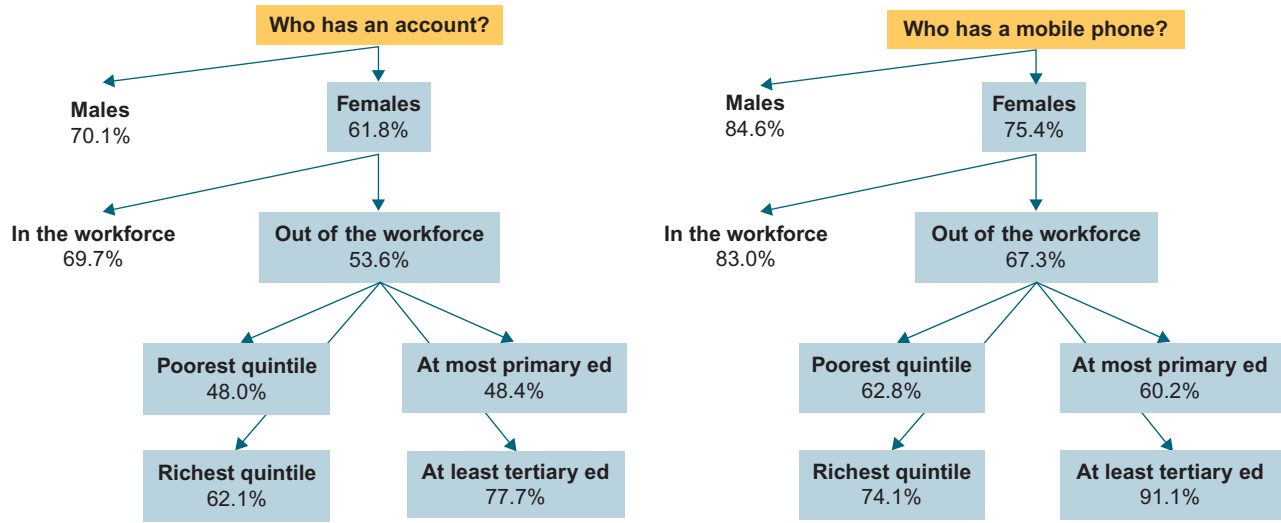 Who has an account?
Males
70.1%
Females
61.8%
In the workforce
69.7%
Out of the workforce
53.6%
Poorest quintile
48.0%
At most primary ed
48.4%
Richest quintile
62.1%
At least tertiary ed
77.7%
Who has a mobile phone?
Males
84.6%
Females
75.4%
In the workforce
83.0%
Out of the workforce
67.3%
Poorest quintile
62.8%
At most primary ed
60.2%
Richest quintile
74.1%
At least tertiary ed
91.1%